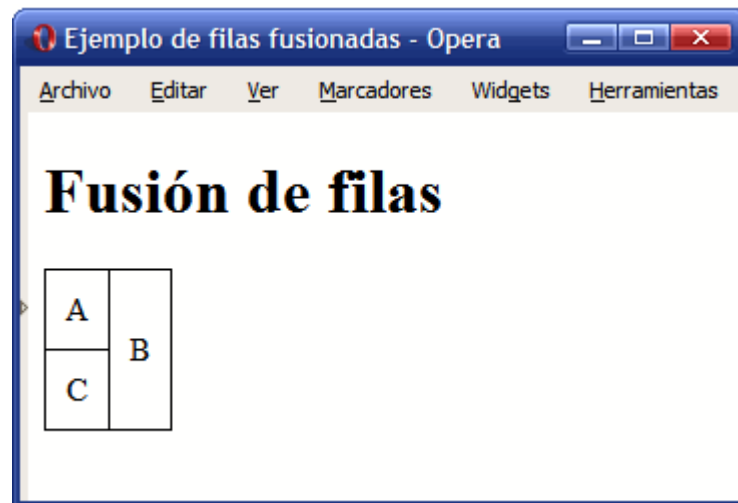 Ejemplo de filas fusionadas - Opera
Archivo Editar Ver Marcadores Widgets Herramientas
Fusión de filas
A
B
C